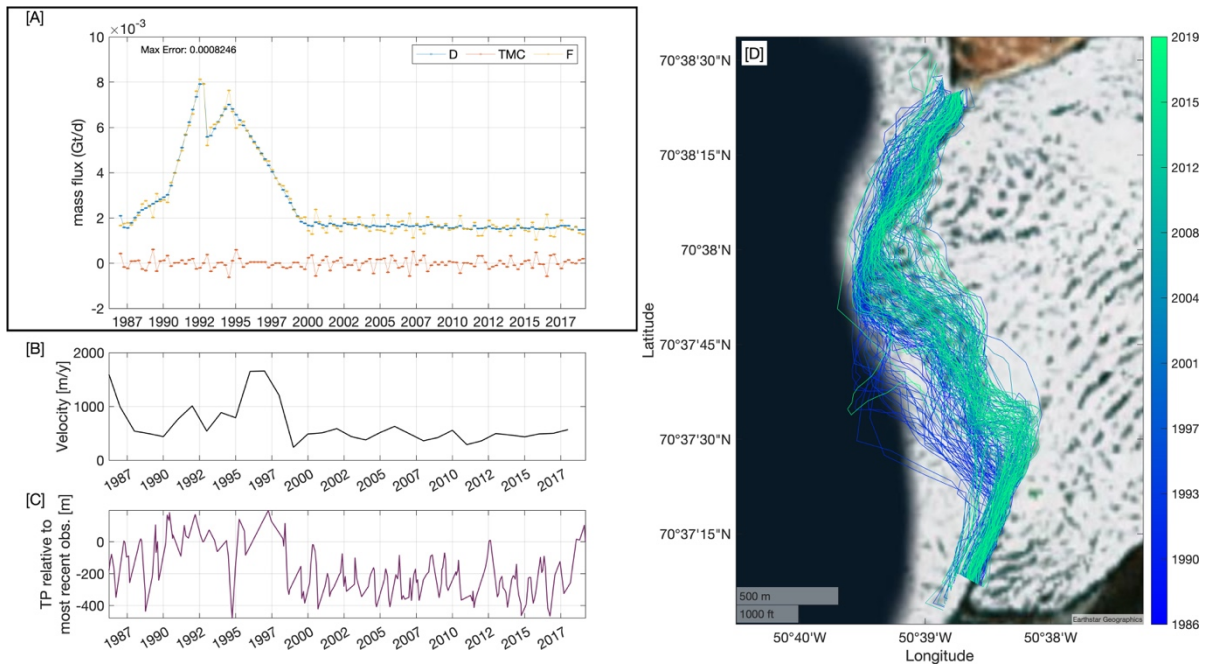 [A]
×10⁻³
Max Error: 0.0008246
D TMC F
10
8
6
4
2
0
-2
mass flux (Gt/d)
1987 1990 1992 1995 1997 2000 2002 2005 2007 2010 2012 2015 2017
[B]
2000
1000
0
Velocity [m/y]
1987 1990 1992 1995 1997 2000 2002 2005 2007 2010 2012 2015 2017
[C]
0
-200
-400
TP relative to
most recent obs. [m]
1987 1990 1992 1995 1997 2000 2002 2005 2007 2010 2012 2015 2017
[D]
70°38'30"N
70°38'15"N
70°38'N
70°37'45"N
70°37'30"N
70°37'15"N
Latitude
500 m
1000 ft
Earthstar Geographics
50°40'W 50°39'W 50°38'W
Longitude
2019
2015
2012
2008
2004
2001
1997
1993
1990
1986